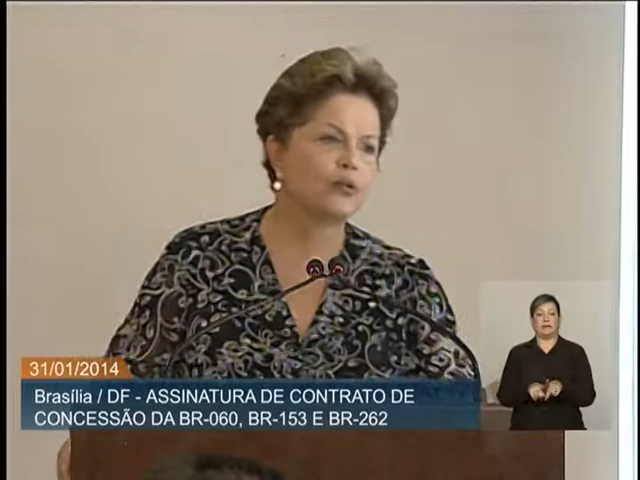 31/01/2014
Brasília / DF - ASSINATURA DE CONTRATO DE
CONCESSÃO DA BR-060, BR-153 E BR-262